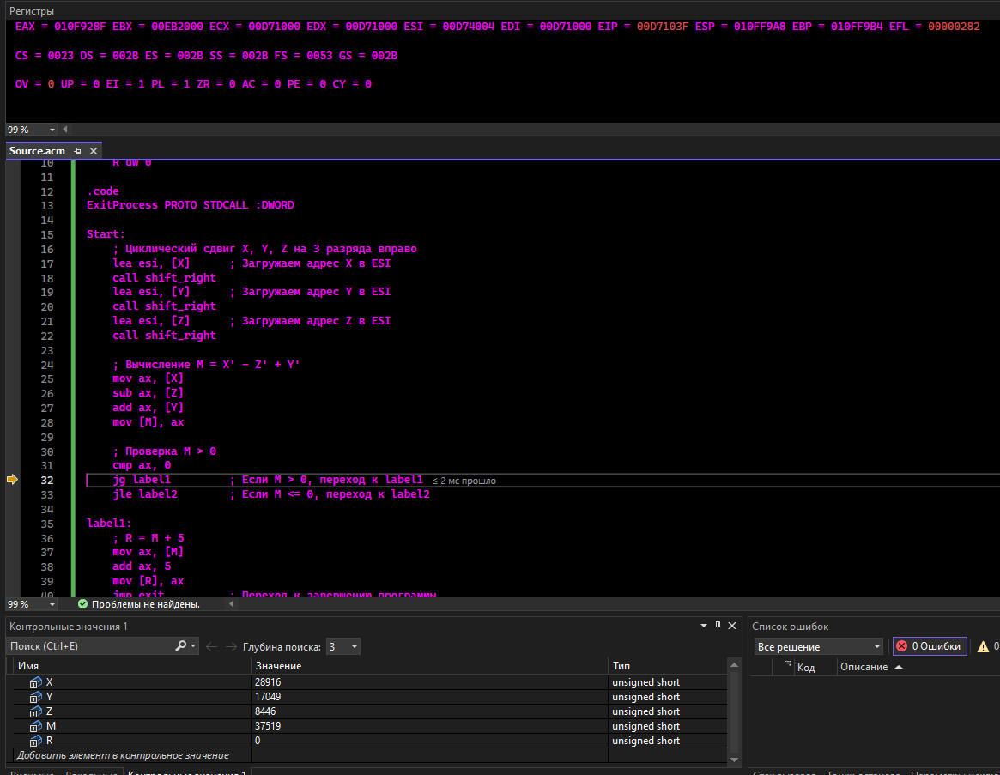 Регистры
EAX = 010F928F EBX = 00EB2000 ECX = 00D71000 EDX = 00D71000 ESI = 00D74004 EDI = 00D71000 EIP = 00D7103F ESP = 010FF9A8 EBP = 010FF9B4 EFL = 00000282
CS = 0023 DS = 002B ES = 002B SS = 002B FS = 0053 GS = 002B
OV = 0 UP = 0 EI = 1 PL = 1 ZR = 0 AC = 0 PE = 0 CY = 0
99 %
Source.acm
10 R dw 0
11
12 .code
13 ExitProcess PROTO STDCALL :DWORD
14
15 Start:
16 ; Циклический сдвиг X, Y, Z на 3 разряда вправо
17 lea esi, [X] ; Загружаем адрес X в ESI
18 call shift_right
19 lea esi, [Y] ; Загружаем адрес Y в ESI
20 call shift_right
21 lea esi, [Z] ; Загружаем адрес Z в ESI
22 call shift_right
23
24 ; Вычисление M = X' - Z' + Y'
25 mov ax, [X]
26 sub ax, [Z]
27 add ax, [Y]
28 mov [M], ax
29
30 ; Проверка M > 0
31 cmp ax, 0
32 jg label1 ; Если M > 0, переход к label1 ≤ 2 мс прошло
33 jle label2 ; Если M <= 0, переход к label2
34
35 label1:
36 ; R = M + 5
37 mov ax, [M]
38 add ax, 5
39 mov [R], ax
40 jmp exit ; Переход к завершению программы
99 % Проблемы не найдены.
Контрольные значения 1
Поиск (Ctrl+E) Глубина поиска: 3
Имя Значение Тип
X 28916 unsigned short
Y 17049 unsigned short
Z 8446 unsigned short
M 37519 unsigned short
R 0 unsigned short
Добавить элемент в контрольное значение
Видимые Локальные Контрольные значения 1
Список ошибок
Все решение 0 Ошибки 0
Код Описание
Стек вызовов Точки останова